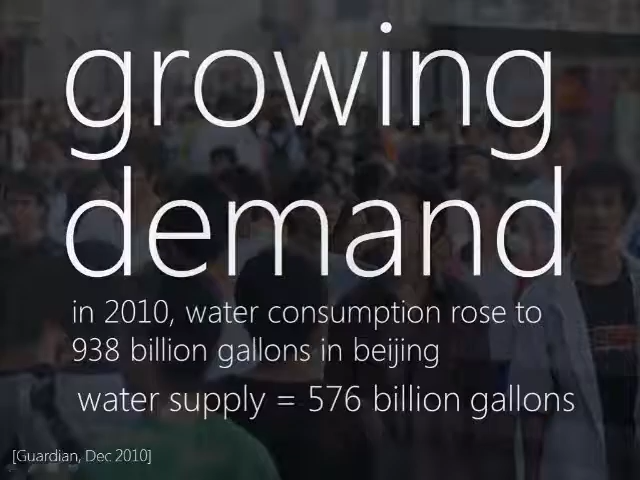 growing
demand
in 2010, water consumption rose to
938 billion gallons in beijing
water supply = 576 billion gallons
[Guardian, Dec 2010]